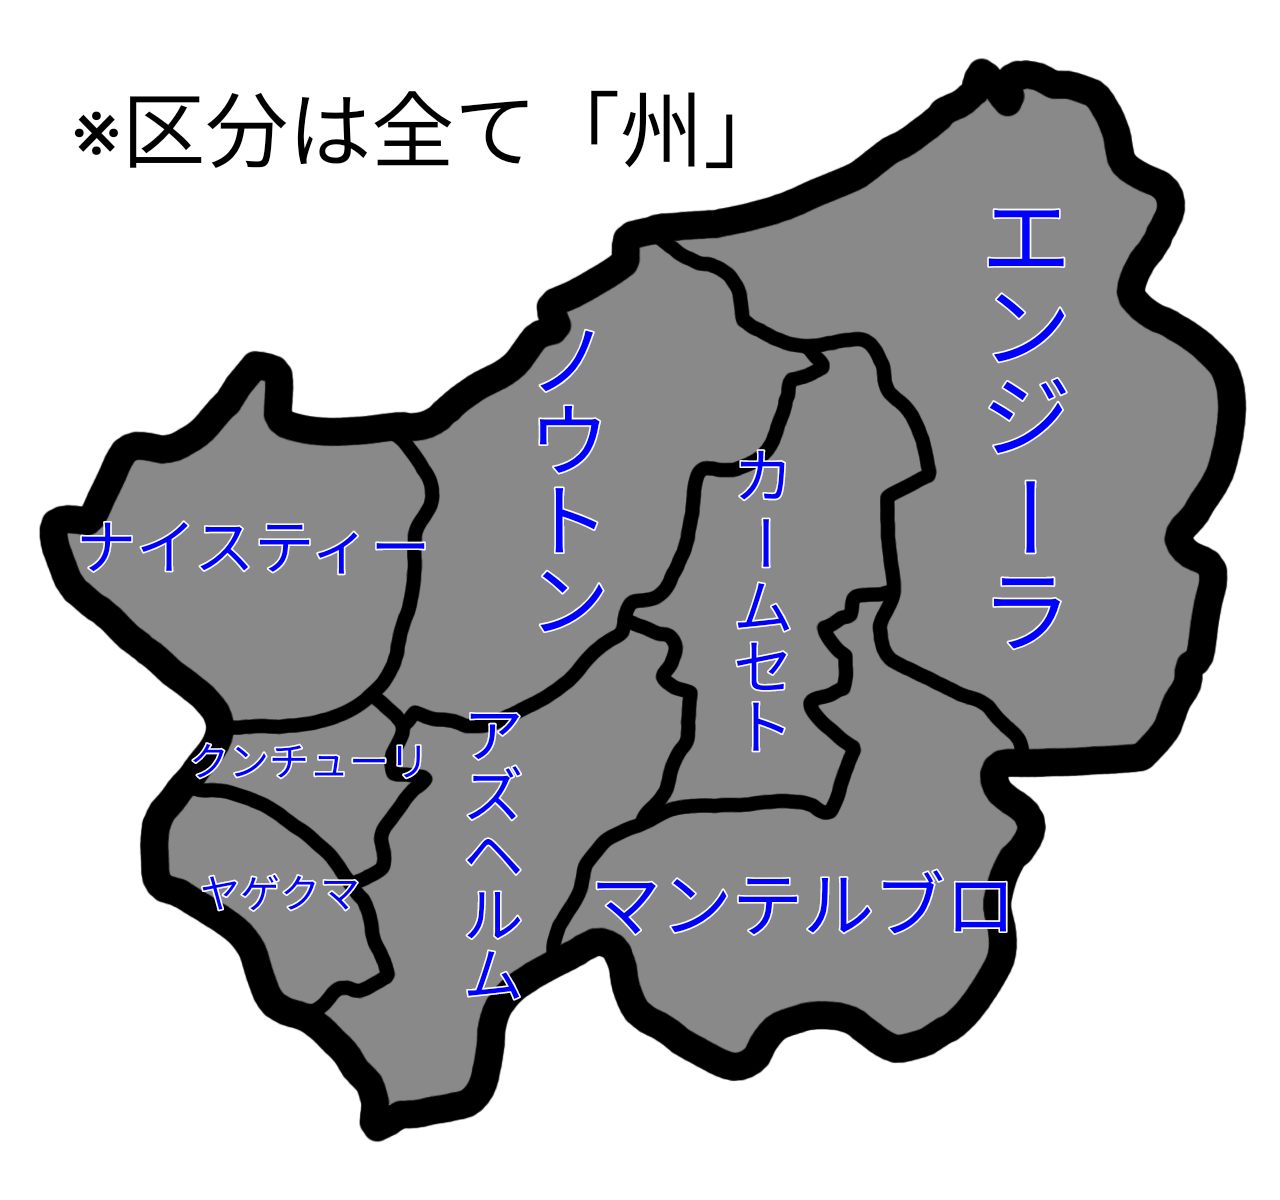 ※区分は全て「州」
エンジーラ
ノウトン
カームセット
ナイスティー
アズヘルム
クンチューリ
ヤゲクマ
マンテルブロ